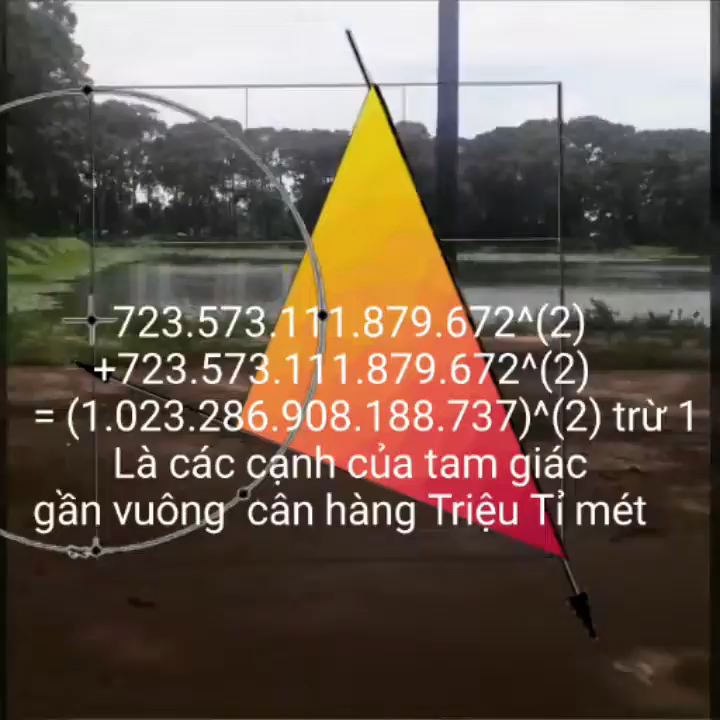 723.573.111.879.672^(2)
+723.573.111.879.672^(2)
= (1.023.286.908.188.737)^(2) trừ 1
Là các cạnh của tam giác
gần vuông cân hàng Triệu Tỉ mét